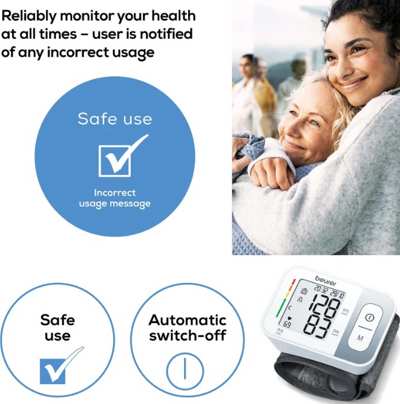 Reliably monitor your health
at all times – user is notified
of any incorrect usage
Safe use
Incorrect
usage message
Safe
use
Automatic
switch-off
beurer
128
83
69
M